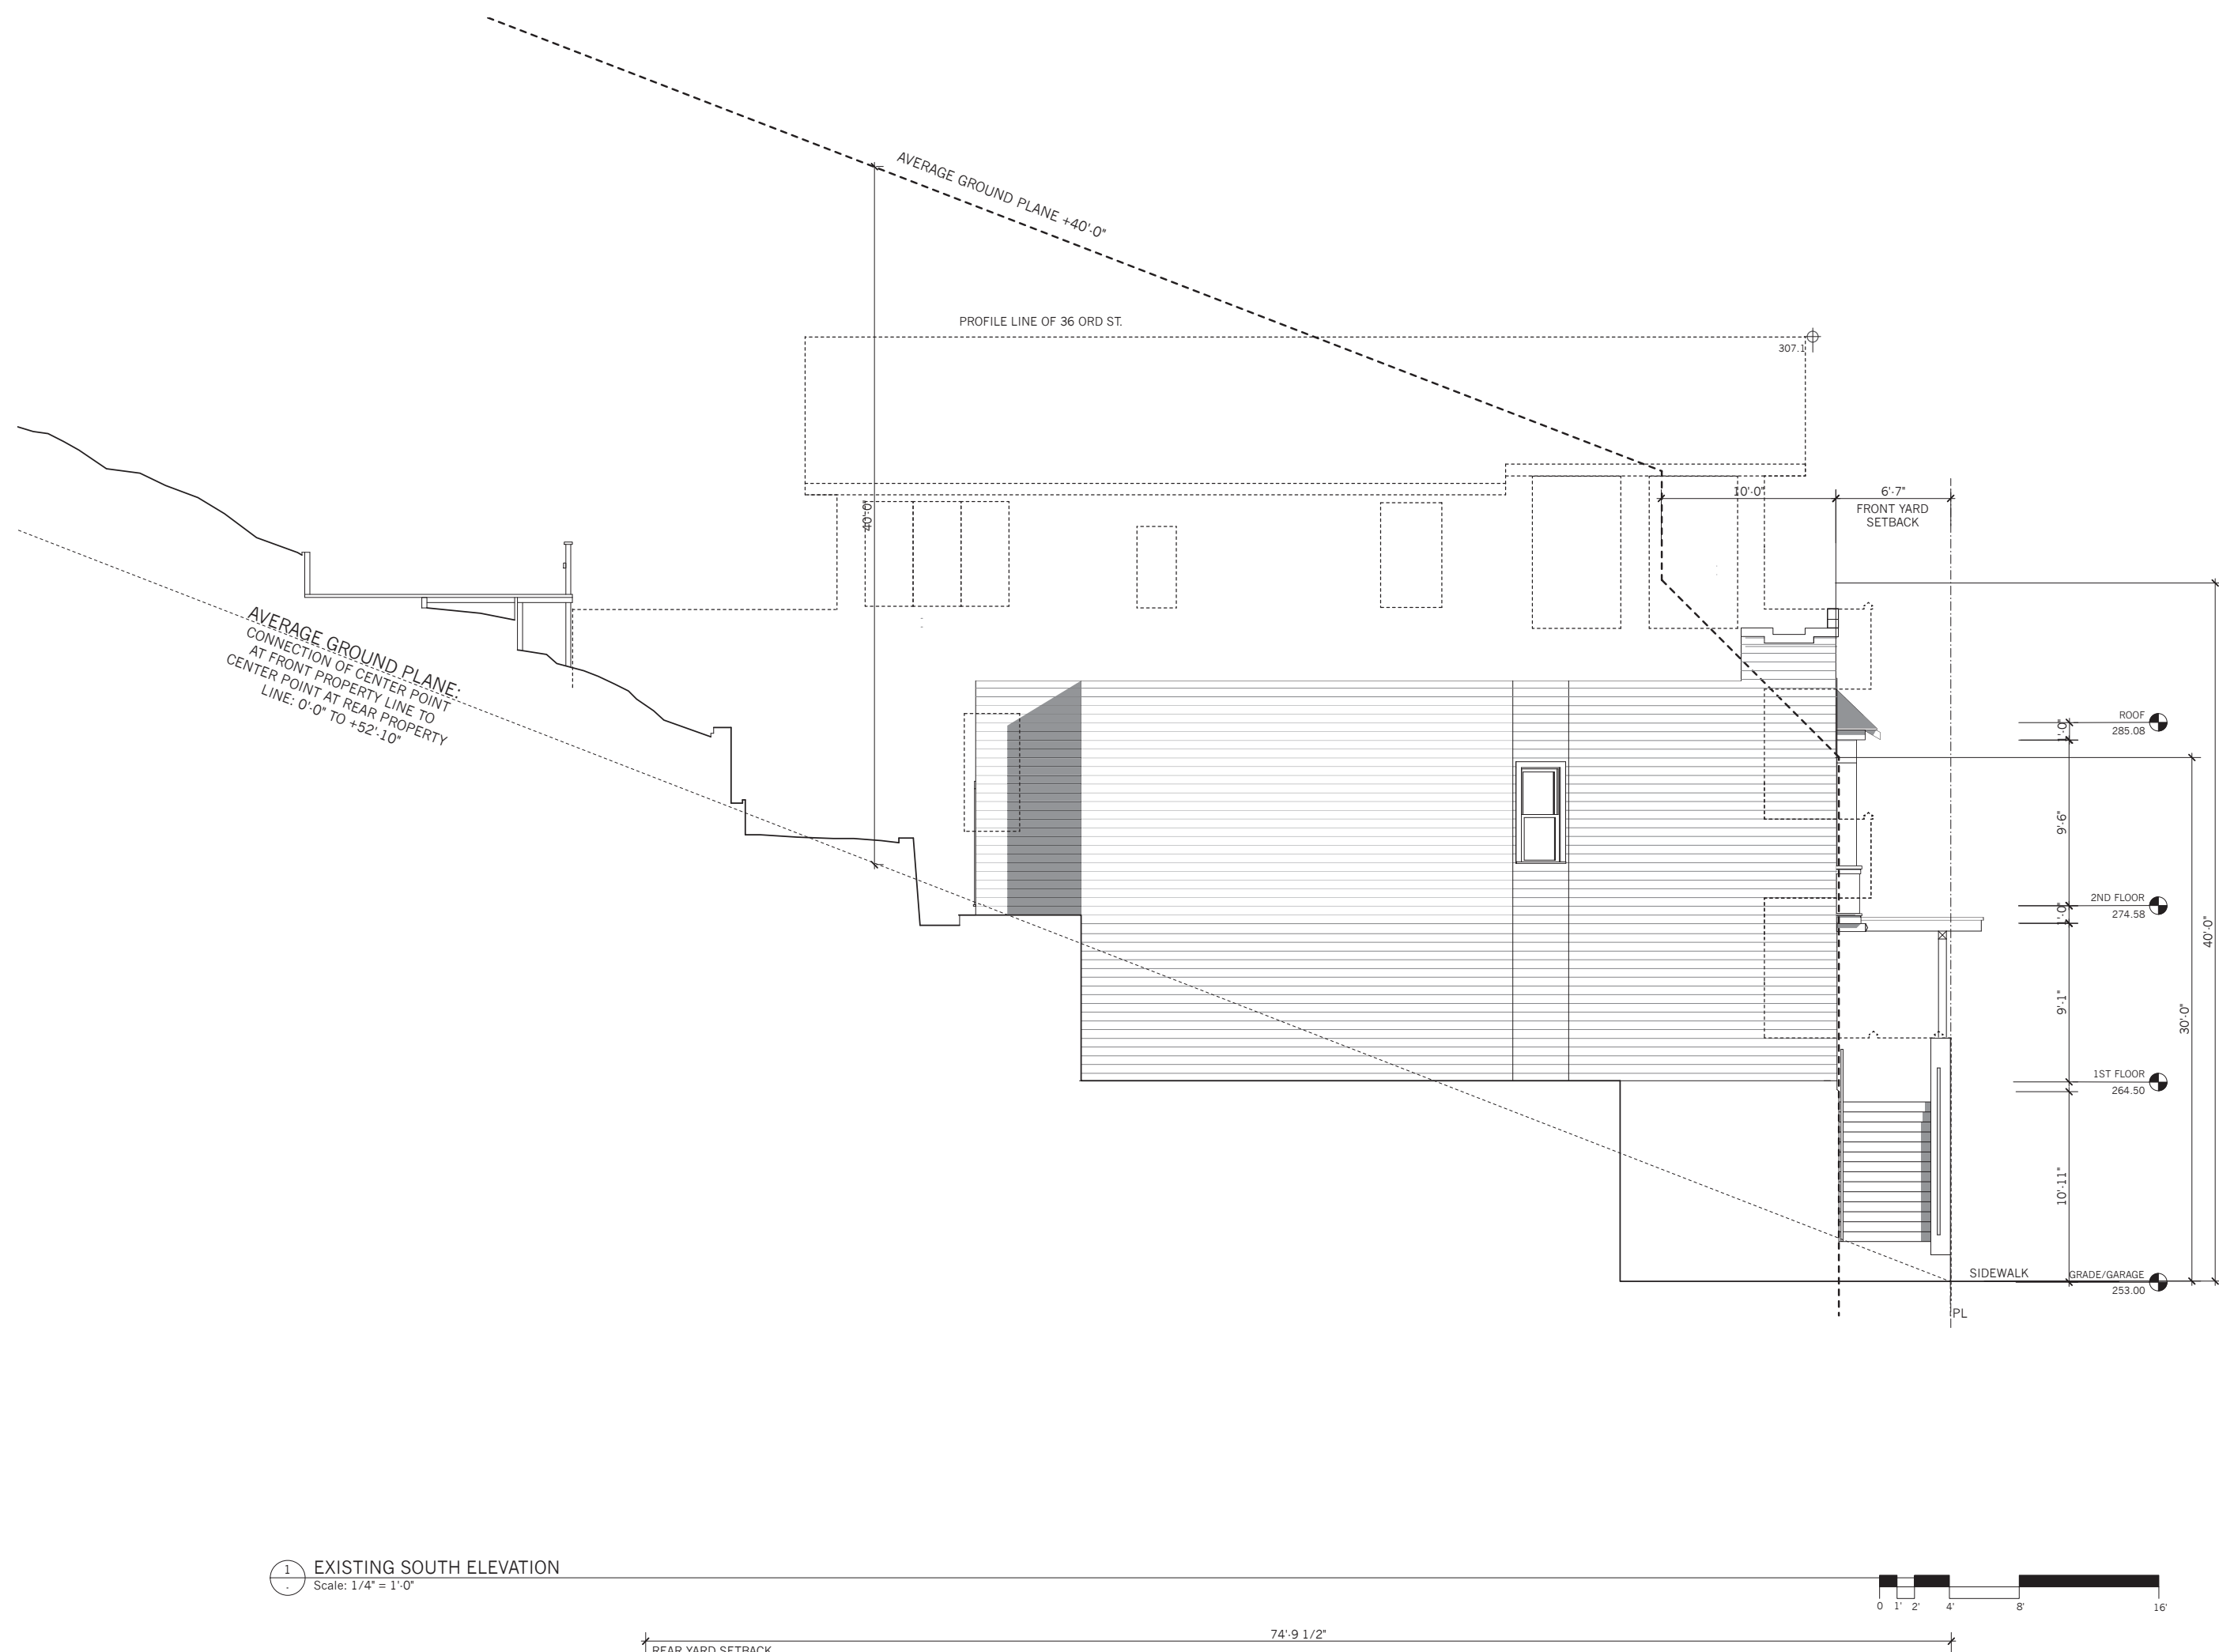 AVERAGE GROUND PLANE +40'-0"
PROFILE LINE OF 36 ORD ST.
307.1
40'-0"
10'-0"
6'-7"
FRONT YARD
SETBACK
AVERAGE GROUND PLANE:
CONNECTION OF CENTER POINT
AT FRONT PROPERTY LINE TO
CENTER POINT AT REAR PROPERTY
LINE: 0'-0" TO +52'-10"
ROOF
285.08
1'-0"
9'-6"
2ND FLOOR
274.58
1'-0"
9'-1"
1ST FLOOR
264.50
10'-11"
30'-0"
40'-0"
SIDEWALK
GRADE/GARAGE
253.00
PL
1
-
EXISTING SOUTH ELEVATION
Scale: 1/4" = 1'-0"
0 1' 2' 4' 8' 16'
74'-9 1/2"
REAR YARD SETBACK